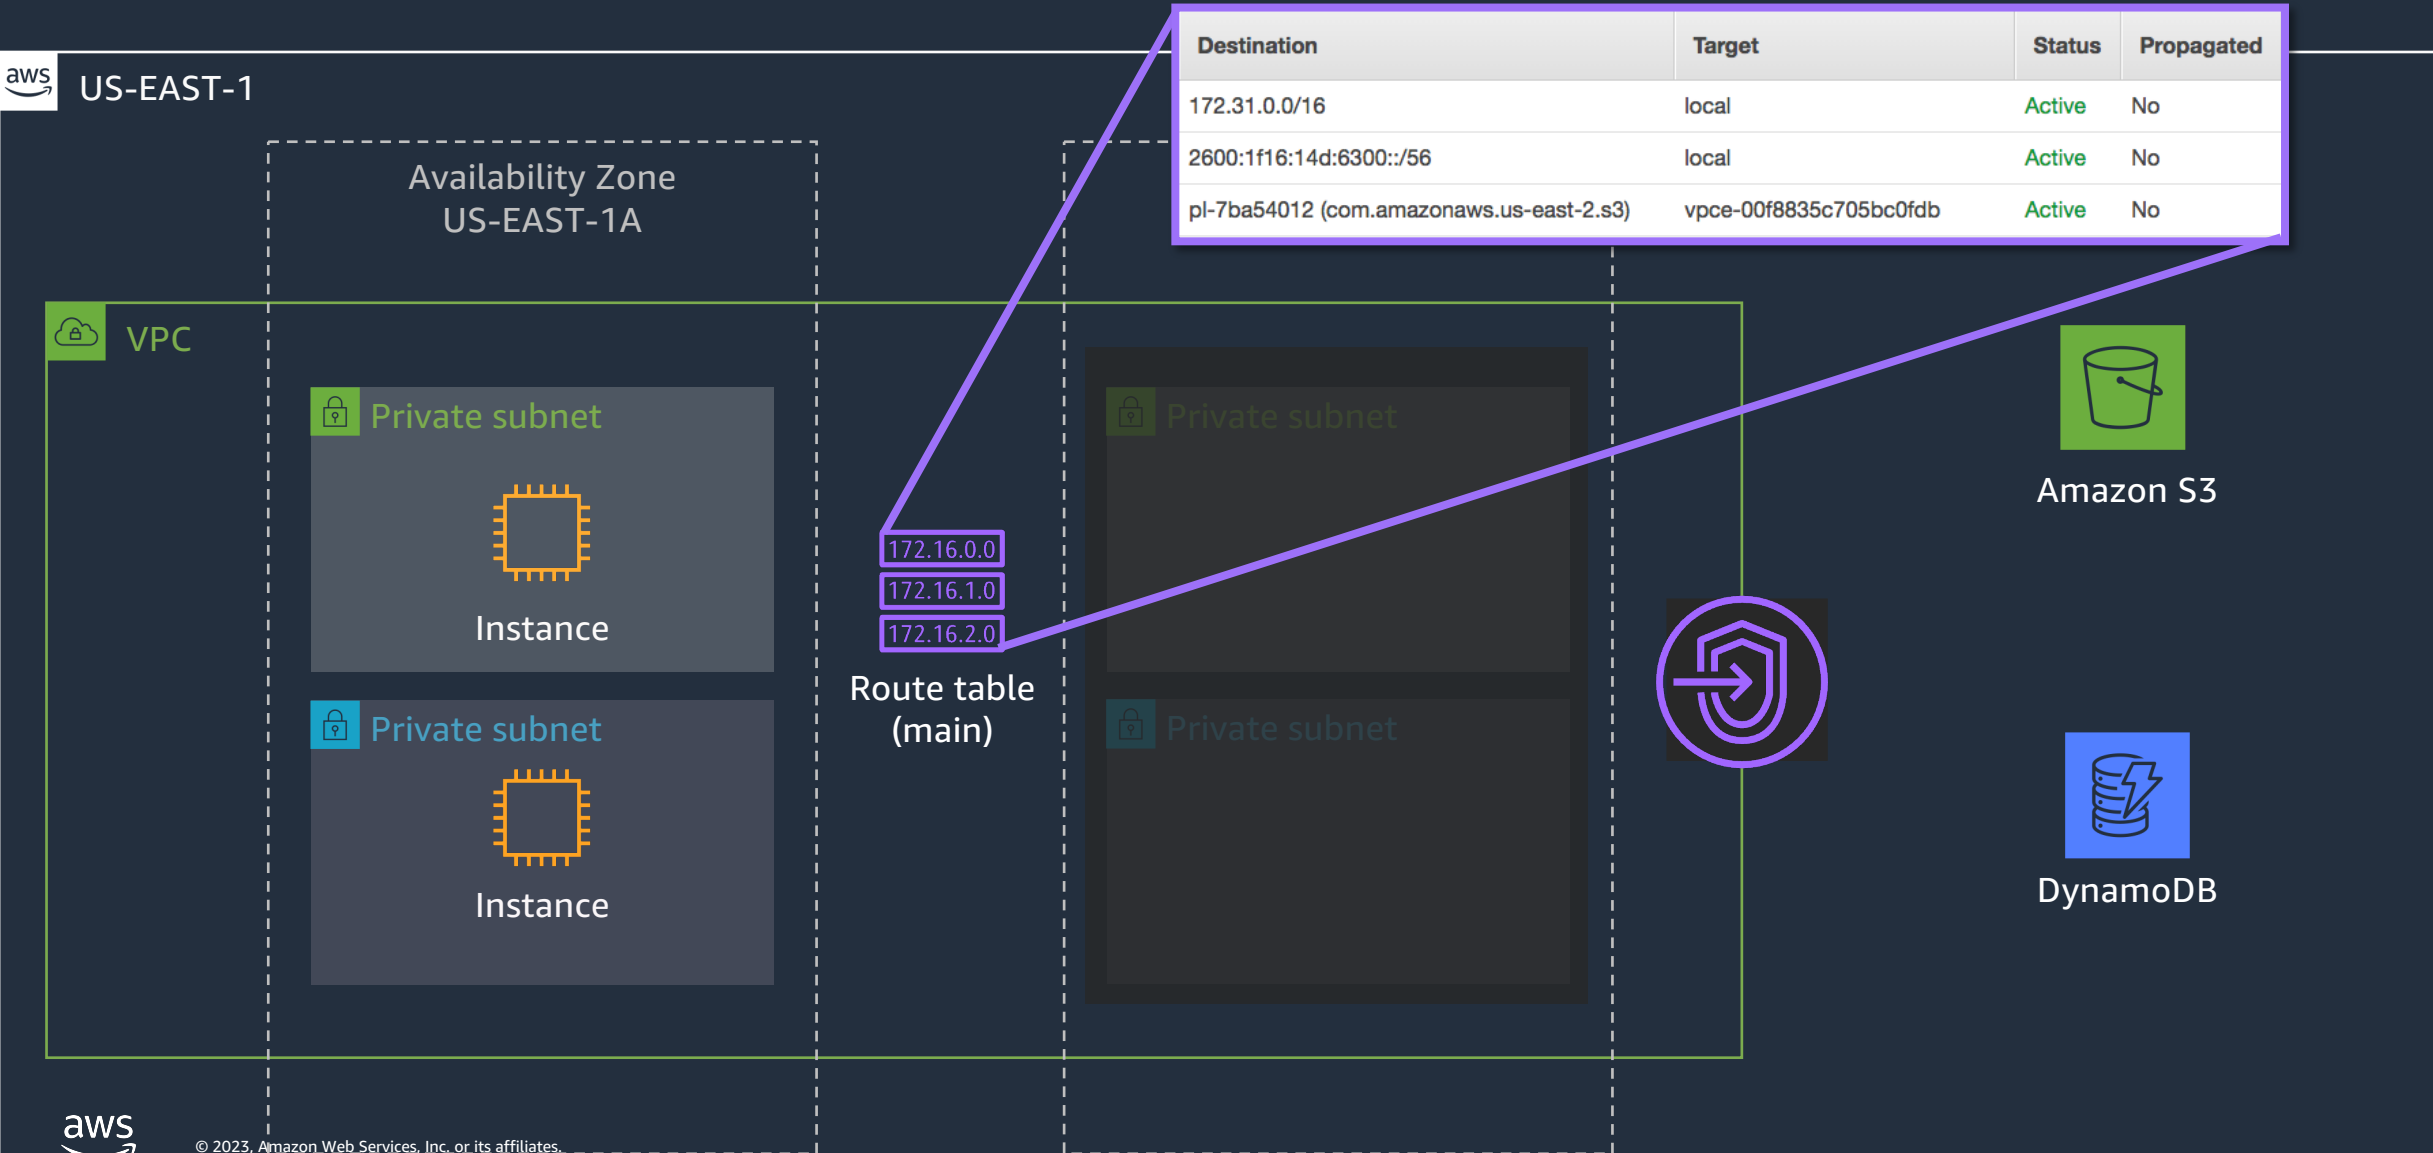 Destination Target Status Propagated
172.31.0.0/16 local Active No
2600:1f16:14d:6300::/56 local Active No
pl-7ba54012 (com.amazonaws.us-east-2.s3) vpce-00f8835c705bc0fdb Active No
aws
US-EAST-1
Availability Zone
US-EAST-1A
VPC
Private subnet
Instance
Private subnet
Instance
172.16.0.0
172.16.1.0
172.16.2.0
Route table
(main)
Private subnet
Private subnet
Amazon S3
DynamoDB
aws
© 2023, Amazon Web Services, Inc. or its affiliates.